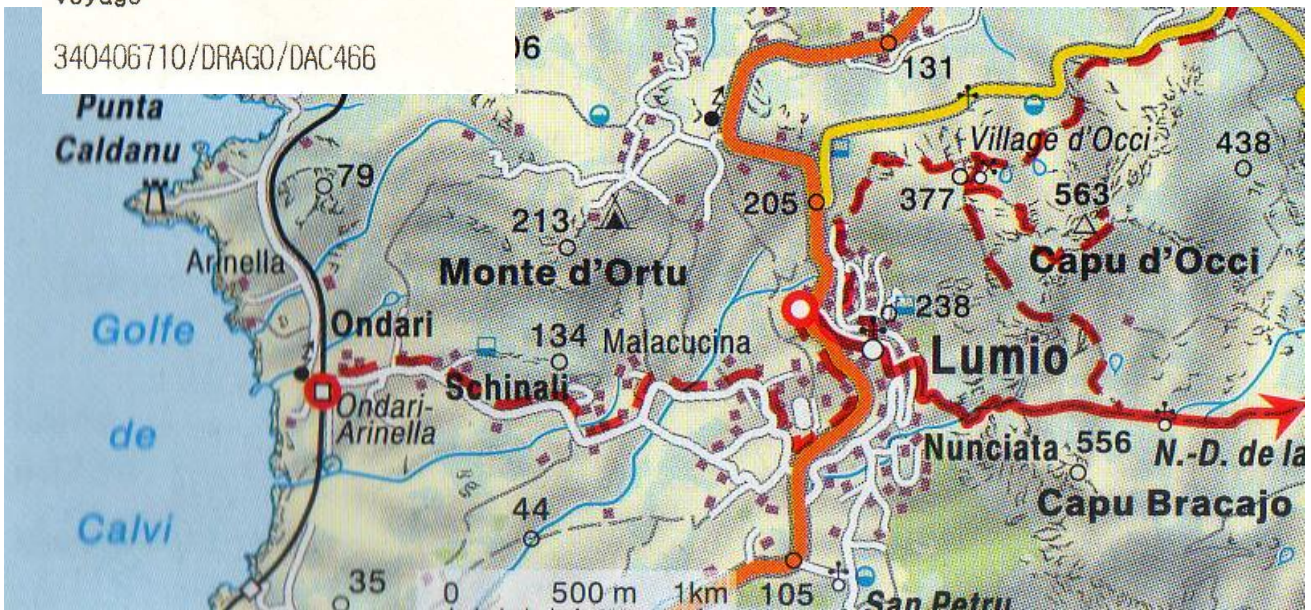 voyage
340406710/DRAGO/DAC466
131
Punta
Caldanu
79
Village d'Occi
438
377
563
205
213
Arinella
Monte d'Ortu
Capu d'Occi
Golfe
de
Calvi
Ondari
134
Malacucina
238
Lumio
Schinali
Ondari-
Arinella
Nunciata
556
N.-D. de la
Capu Bracajo
44
35
0 500 m 1km
105
San Petru